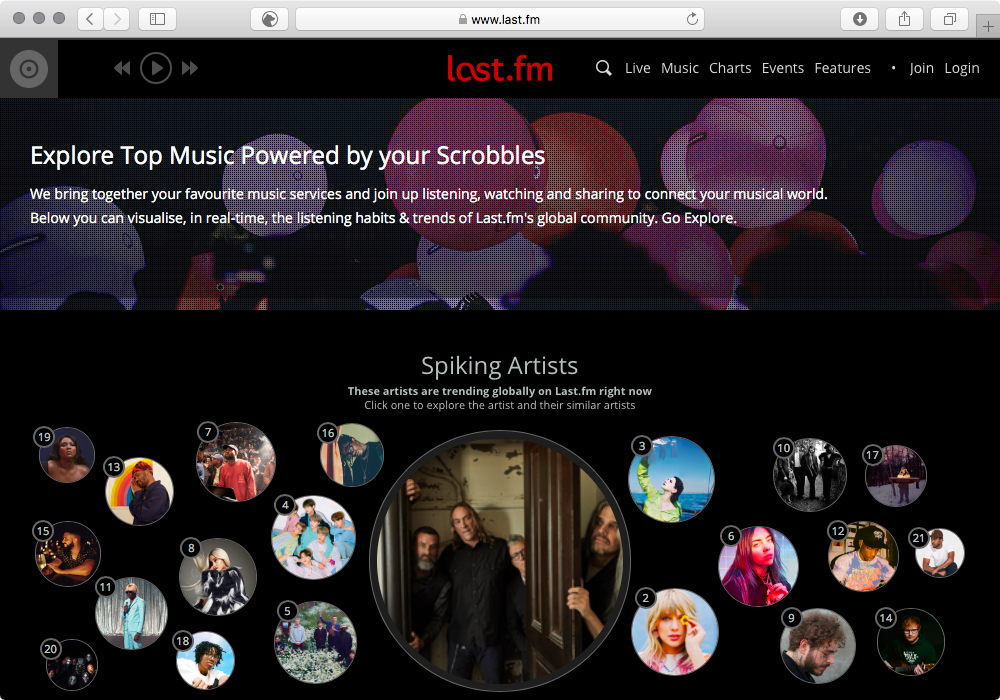 www.last.fm
last.fm
Live Music Charts Events Features • Join Login
Explore Top Music Powered by your Scrobbles
We bring together your favourite music services and join up listening, watching and sharing to connect your musical world.
Below you can visualise, in real-time, the listening habits & trends of Last.fm's global community. Go Explore.
Spiking Artists
These artists are trending globally on Last.fm right now
Click one to explore the artist and their similar artists
19
7
16
3
10
17
13
4
15
8
6
12
21
11
5
2
9
14
18
20